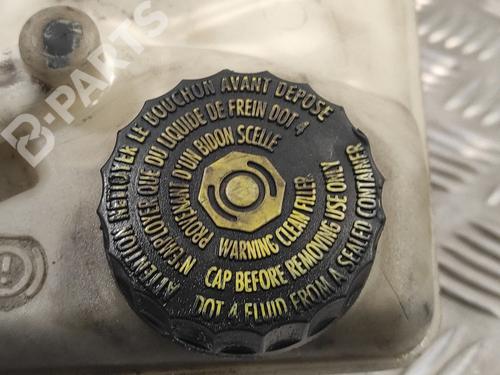 ATTENTION NETTOYER LE BOUCHON AVANT DEPOSE
N'EMPLOYER QUE DU LIQUIDE DE FREIN DOT 4
PROVENANT D'UN BIDON SCELLE
WARNING CLEAN FILLER
CAP BEFORE REMOVING USE ONLY
DOT 4 FLUID FROM A SEALED CONTAINER
B-PARTS